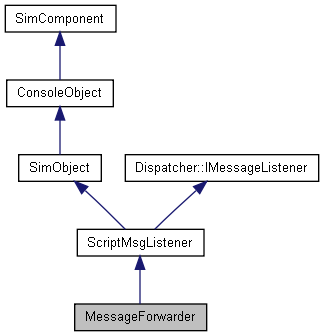 SimComponent
ConsoleObject
SimObject
Dispatcher::IMessageListener
ScriptMsgListener
MessageForwarder